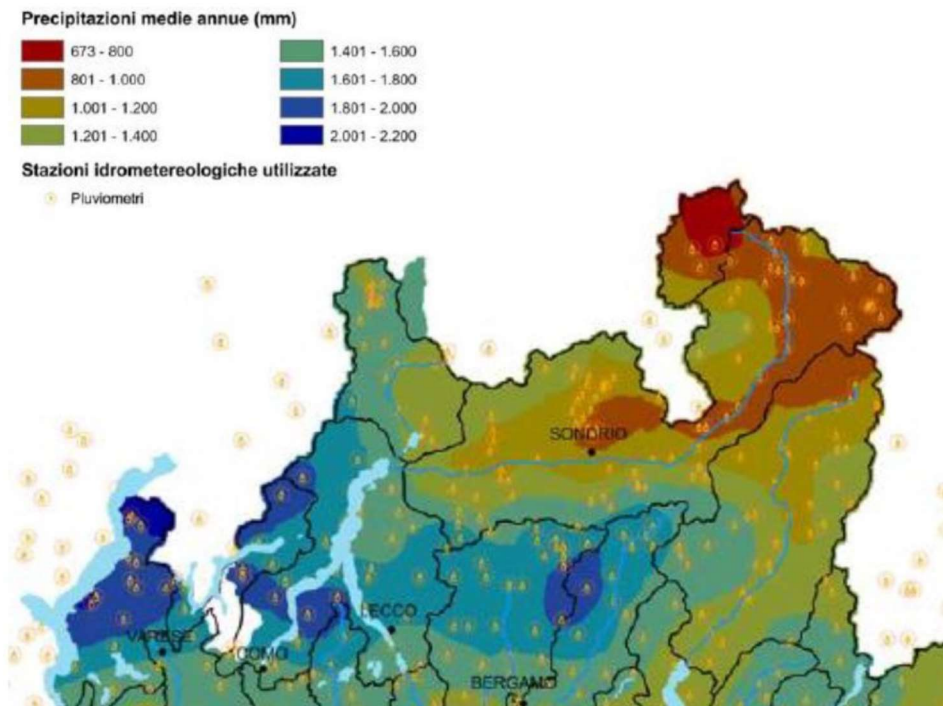 Precipitazioni medie annue (mm)
673 - 800
801 - 1.000
1.001 - 1.200
1.201 - 1.400
1.401 - 1.600
1.601 - 1.800
1.801 - 2.000
2.001 - 2.200
Stazioni idrometereologiche utilizzate
Pluviometri
SONDRIO
LECCO
VARESE
COMO
BERGAMO